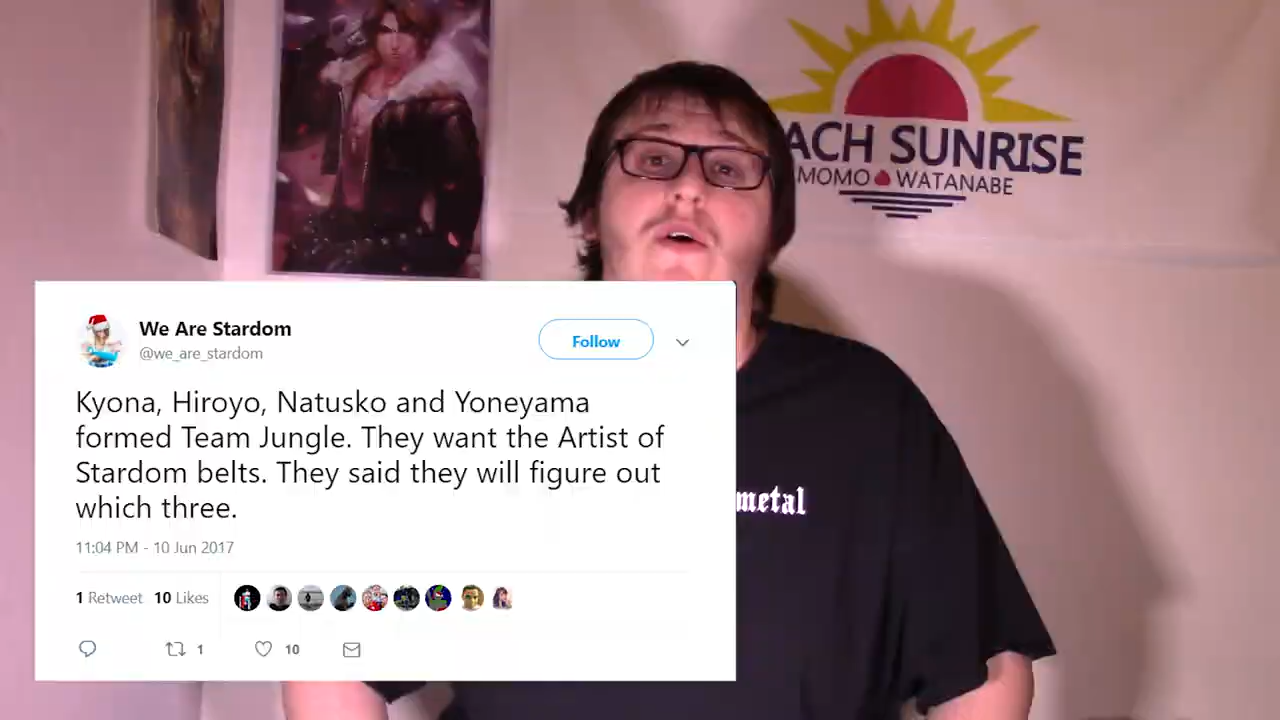 ACH SUNRISE
MOMO WATANABE
We Are Stardom
@we_are_stardom
Follow
Kyona, Hiroyo, Natusko and Yoneyama
formed Team Jungle. They want the Artist of
Stardom belts. They said they will figure out
which three.
11:04 PM - 10 Jun 2017
1 Retweet 10 Likes
1 10
metal